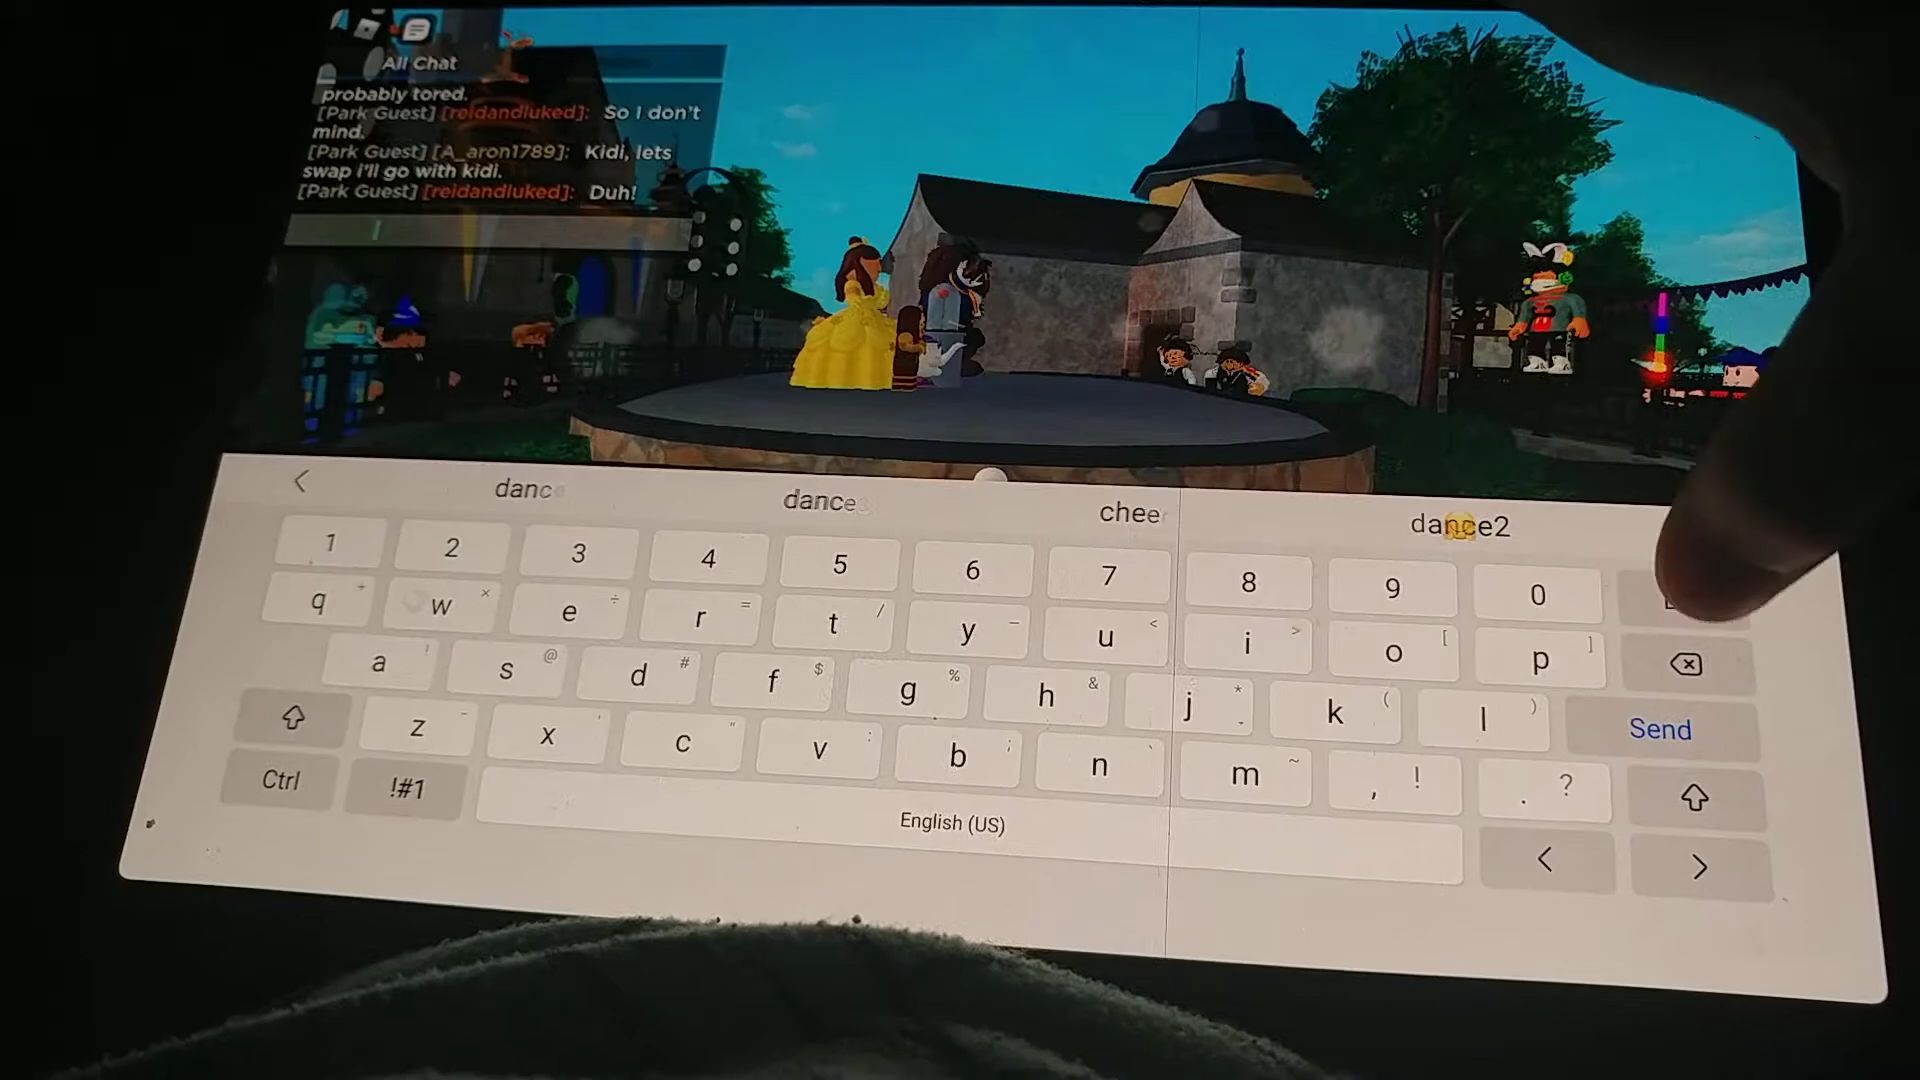 All Chat
probably tored.
[Park Guest] [reidandluked]: So I don't
mind.
[Park Guest] [A_aron1789]: Kidi, lets
swap i'll go with kidi.
[Park Guest] [reidandluked]: Duh!
dance dance chee dance2
1 2 3 4 5 6 7 8 9 0
q + w × e ÷ r = t / y – u < i > o [ p ]
a ! s @ d # f $ g % h & j * k ( l ) Send
z - x ' c " v : b ; n ` m ~ , ! . ?
Ctrl !#1 English (US) < >